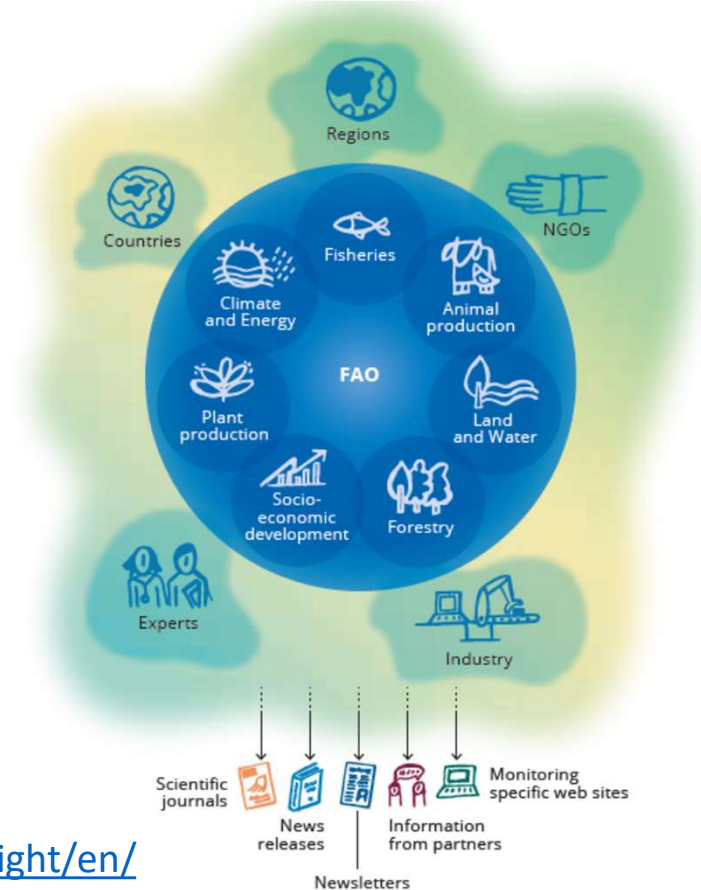 Regions
Countries
NGOs
Fisheries
Climate
and Energy
Animal
production
FAO
Plant
production
Land
and Water
Socio-
economic
development
Forestry
Experts
Industry
Scientific
journals
News
releases
Newsletters
Information
from partners
Monitoring
specific web sites
ight/en/